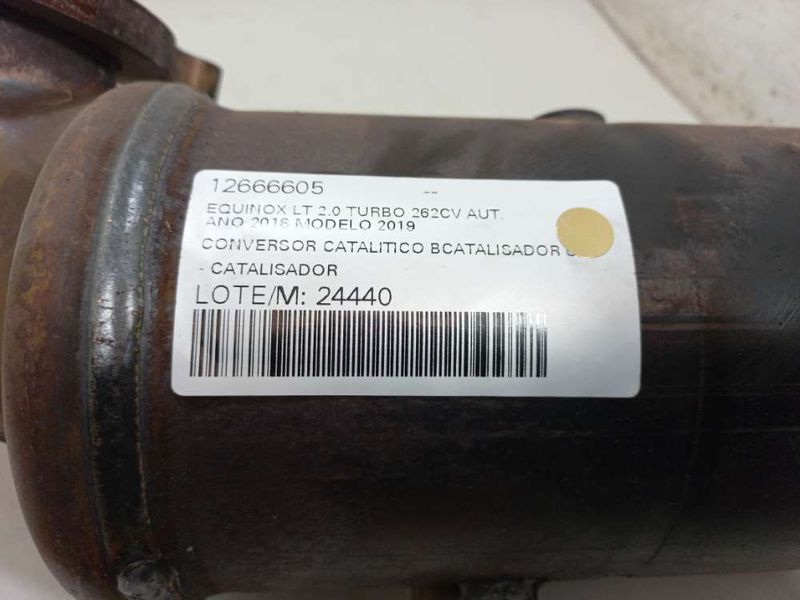 12666605 --
EQUINOX LT 2.0 TURBO 262CV AUT.
ANO 2018 MODELO 2019
CONVERSOR CATALITICO BCATALISADOR
- CATALISADOR
LOTE/M: 24440